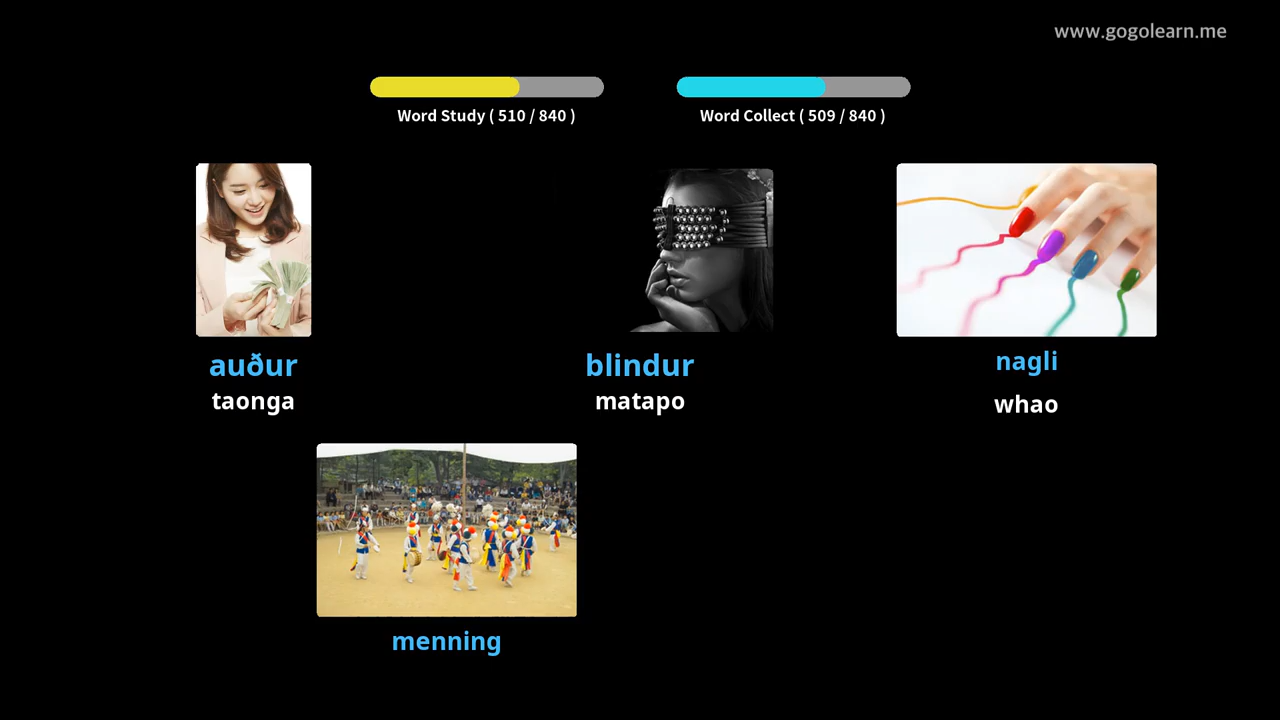 www.gogolearn.me
Word Study ( 510 / 840 )
Word Collect ( 509 / 840 )
auður
taonga
blindur
matapo
nagli
whao
menning